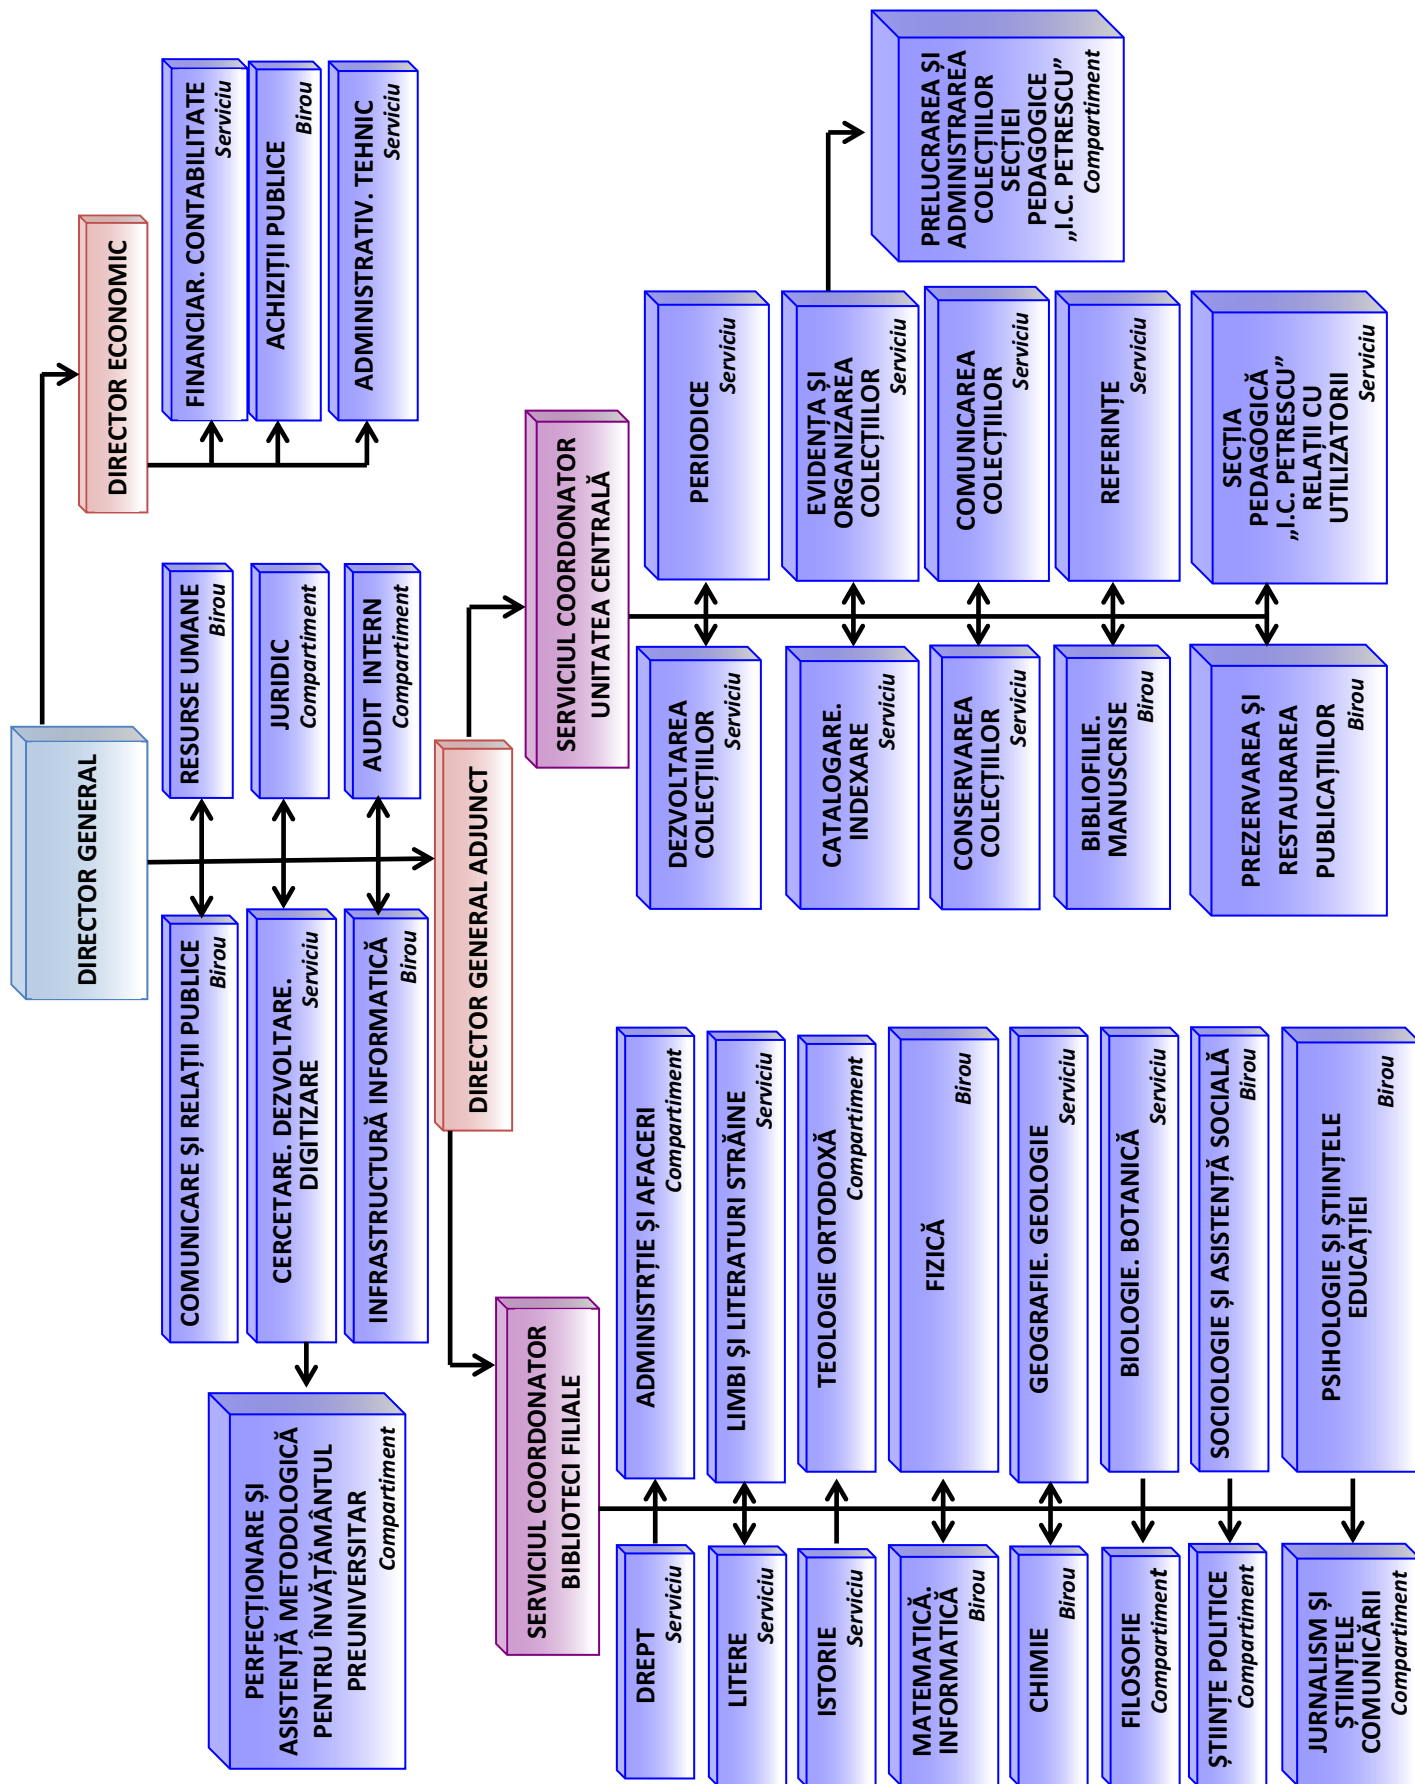 DIRECTOR GENERAL
DIRECTOR ECONOMIC
COMUNICARE ȘI RELAȚII PUBLICE
Birou
RESURSE UMANE
Birou
FINANCIAR. CONTABILITATE
Serviciu
CERCETARE. DEZVOLTARE.
DIGITIZARE
Serviciu
JURIDIC
Compartiment
ACHIZIȚII PUBLICE
Birou
INFRASTRUCTURĂ INFORMATICĂ
Birou
AUDIT INTERN
Compartiment
ADMINISTRATIV. TEHNIC
Serviciu
PERFECȚIONARE ȘI
ASISTENȚĂ METODOLOGICĂ
PENTRU ÎNVĂȚĂMÂNTUL
PREUNIVERSITAR
Compartiment
DIRECTOR GENERAL ADJUNCT
SERVICIUL COORDONATOR
BIBLIOTECI FILIALE
SERVICIUL COORDONATOR
UNITATEA CENTRALĂ
DREPT
Serviciu
ADMINISTRȚIE ȘI AFACERI
Compartiment
LITERE
Serviciu
LIMBI ȘI LITERATURI STRĂINE
Serviciu
ISTORIE
Serviciu
TEOLOGIE ORTODOXĂ
Compartiment
MATEMATICĂ.
INFORMATICĂ
Birou
FIZICĂ
Birou
CHIMIE
Birou
GEOGRAFIE. GEOLOGIE
Serviciu
FILOSOFIE
Compartiment
BIOLOGIE. BOTANICĂ
Serviciu
ȘTIINȚE POLITICE
Compartiment
SOCIOLOGIE ȘI ASISTENȚĂ SOCIALĂ
Birou
JURNALISM ȘI
ȘTIINȚELE
COMUNICĂRII
Compartiment
PSIHOLOGIE ȘI ȘTIINȚELE
EDUCAȚIEI
Birou
DEZVOLTAREA
COLECȚIILOR
Serviciu
PERIODICE
Serviciu
CATALOGARE.
INDEXARE
Serviciu
EVIDENȚA ȘI
ORGANIZAREA
COLECȚIILOR
Serviciu
CONSERVAREA
COLECȚIILOR
Serviciu
COMUNICAREA
COLECȚIILOR
Serviciu
BIBLIOFILIE.
MANUSCRISE
Birou
REFERINȚE
Serviciu
PREZERVAREA ȘI
RESTAURAREA
PUBLICAȚIILOR
Birou
SECȚIA
PEDAGOGICĂ
„I.C. PETRESCU”
RELAȚII CU
UTILIZATORII
Serviciu
PRELUCRAREA ȘI
ADMINISTRAREA
COLECȚIILOR
SECȚIEI
PEDAGOGICE
„I.C. PETRESCU”
Compartiment